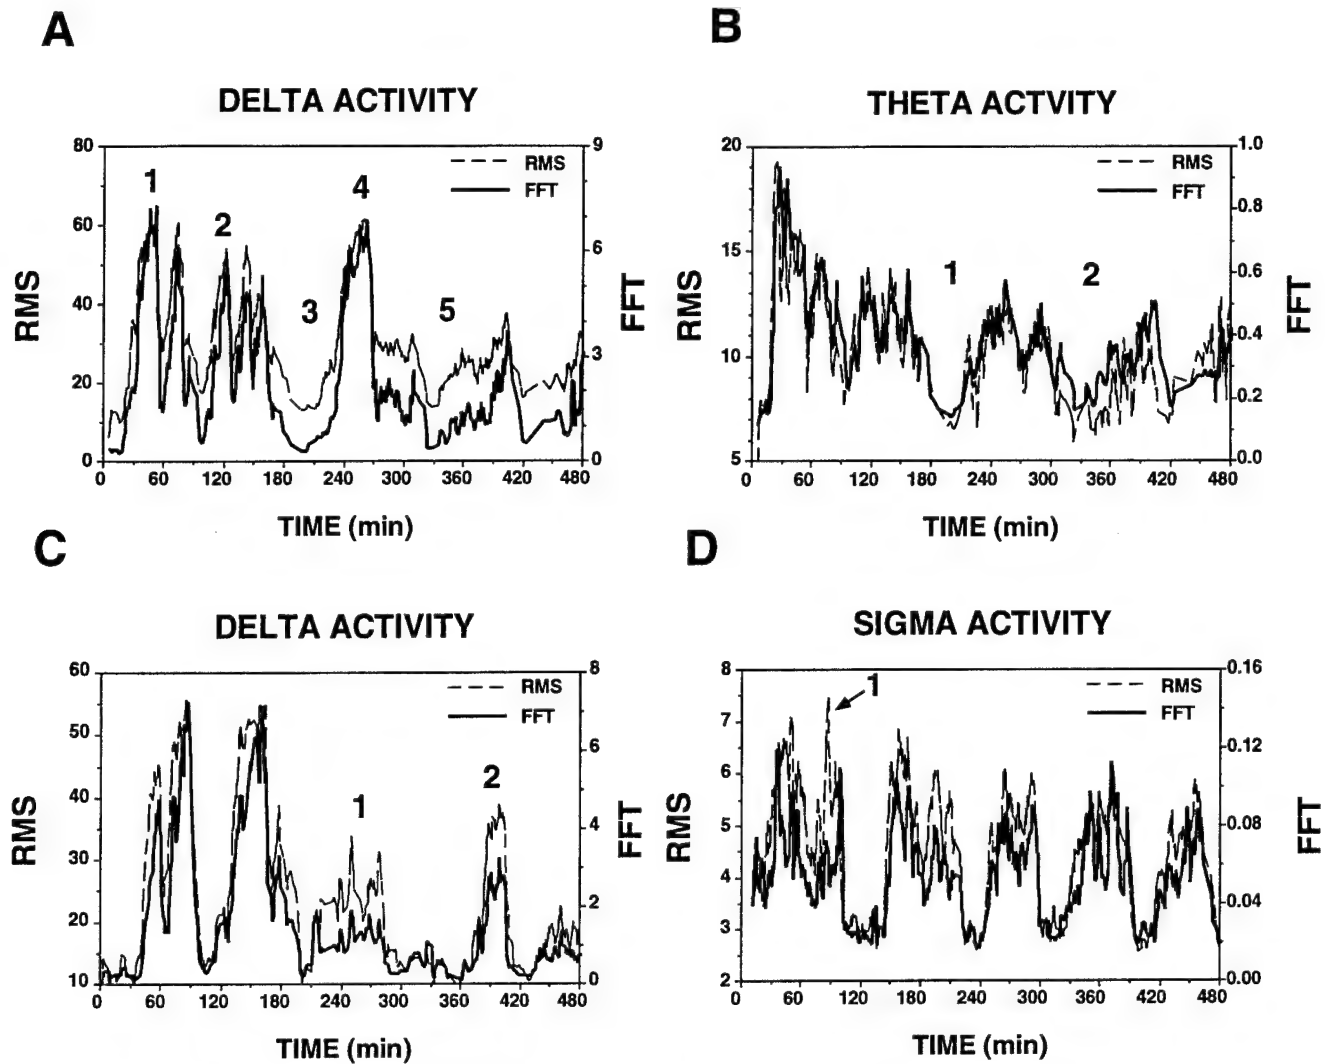 A
DELTA ACTIVITY
80
60
40
20
0
RMS
1
2
3
4
5
RMS
FFT
9
6
3
0
FFT
0 60 120 180 240 300 360 420 480
TIME (min)
B
THETA ACTVITY
20
15
10
5
RMS
1
2
RMS
FFT
1.0
0.8
0.6
0.4
0.2
0.0
FFT
0 60 120 180 240 300 360 420 480
TIME (min)
C
DELTA ACTIVITY
60
50
40
30
20
10
RMS
1
2
RMS
FFT
8
6
4
2
0
FFT
0 60 120 180 240 300 360 420 480
TIME (min)
D
SIGMA ACTIVITY
8
7
6
5
4
3
2
RMS
1
RMS
FFT
0.16
0.12
0.08
0.04
0.00
FFT
0 60 120 180 240 300 360 420 480
TIME (min)